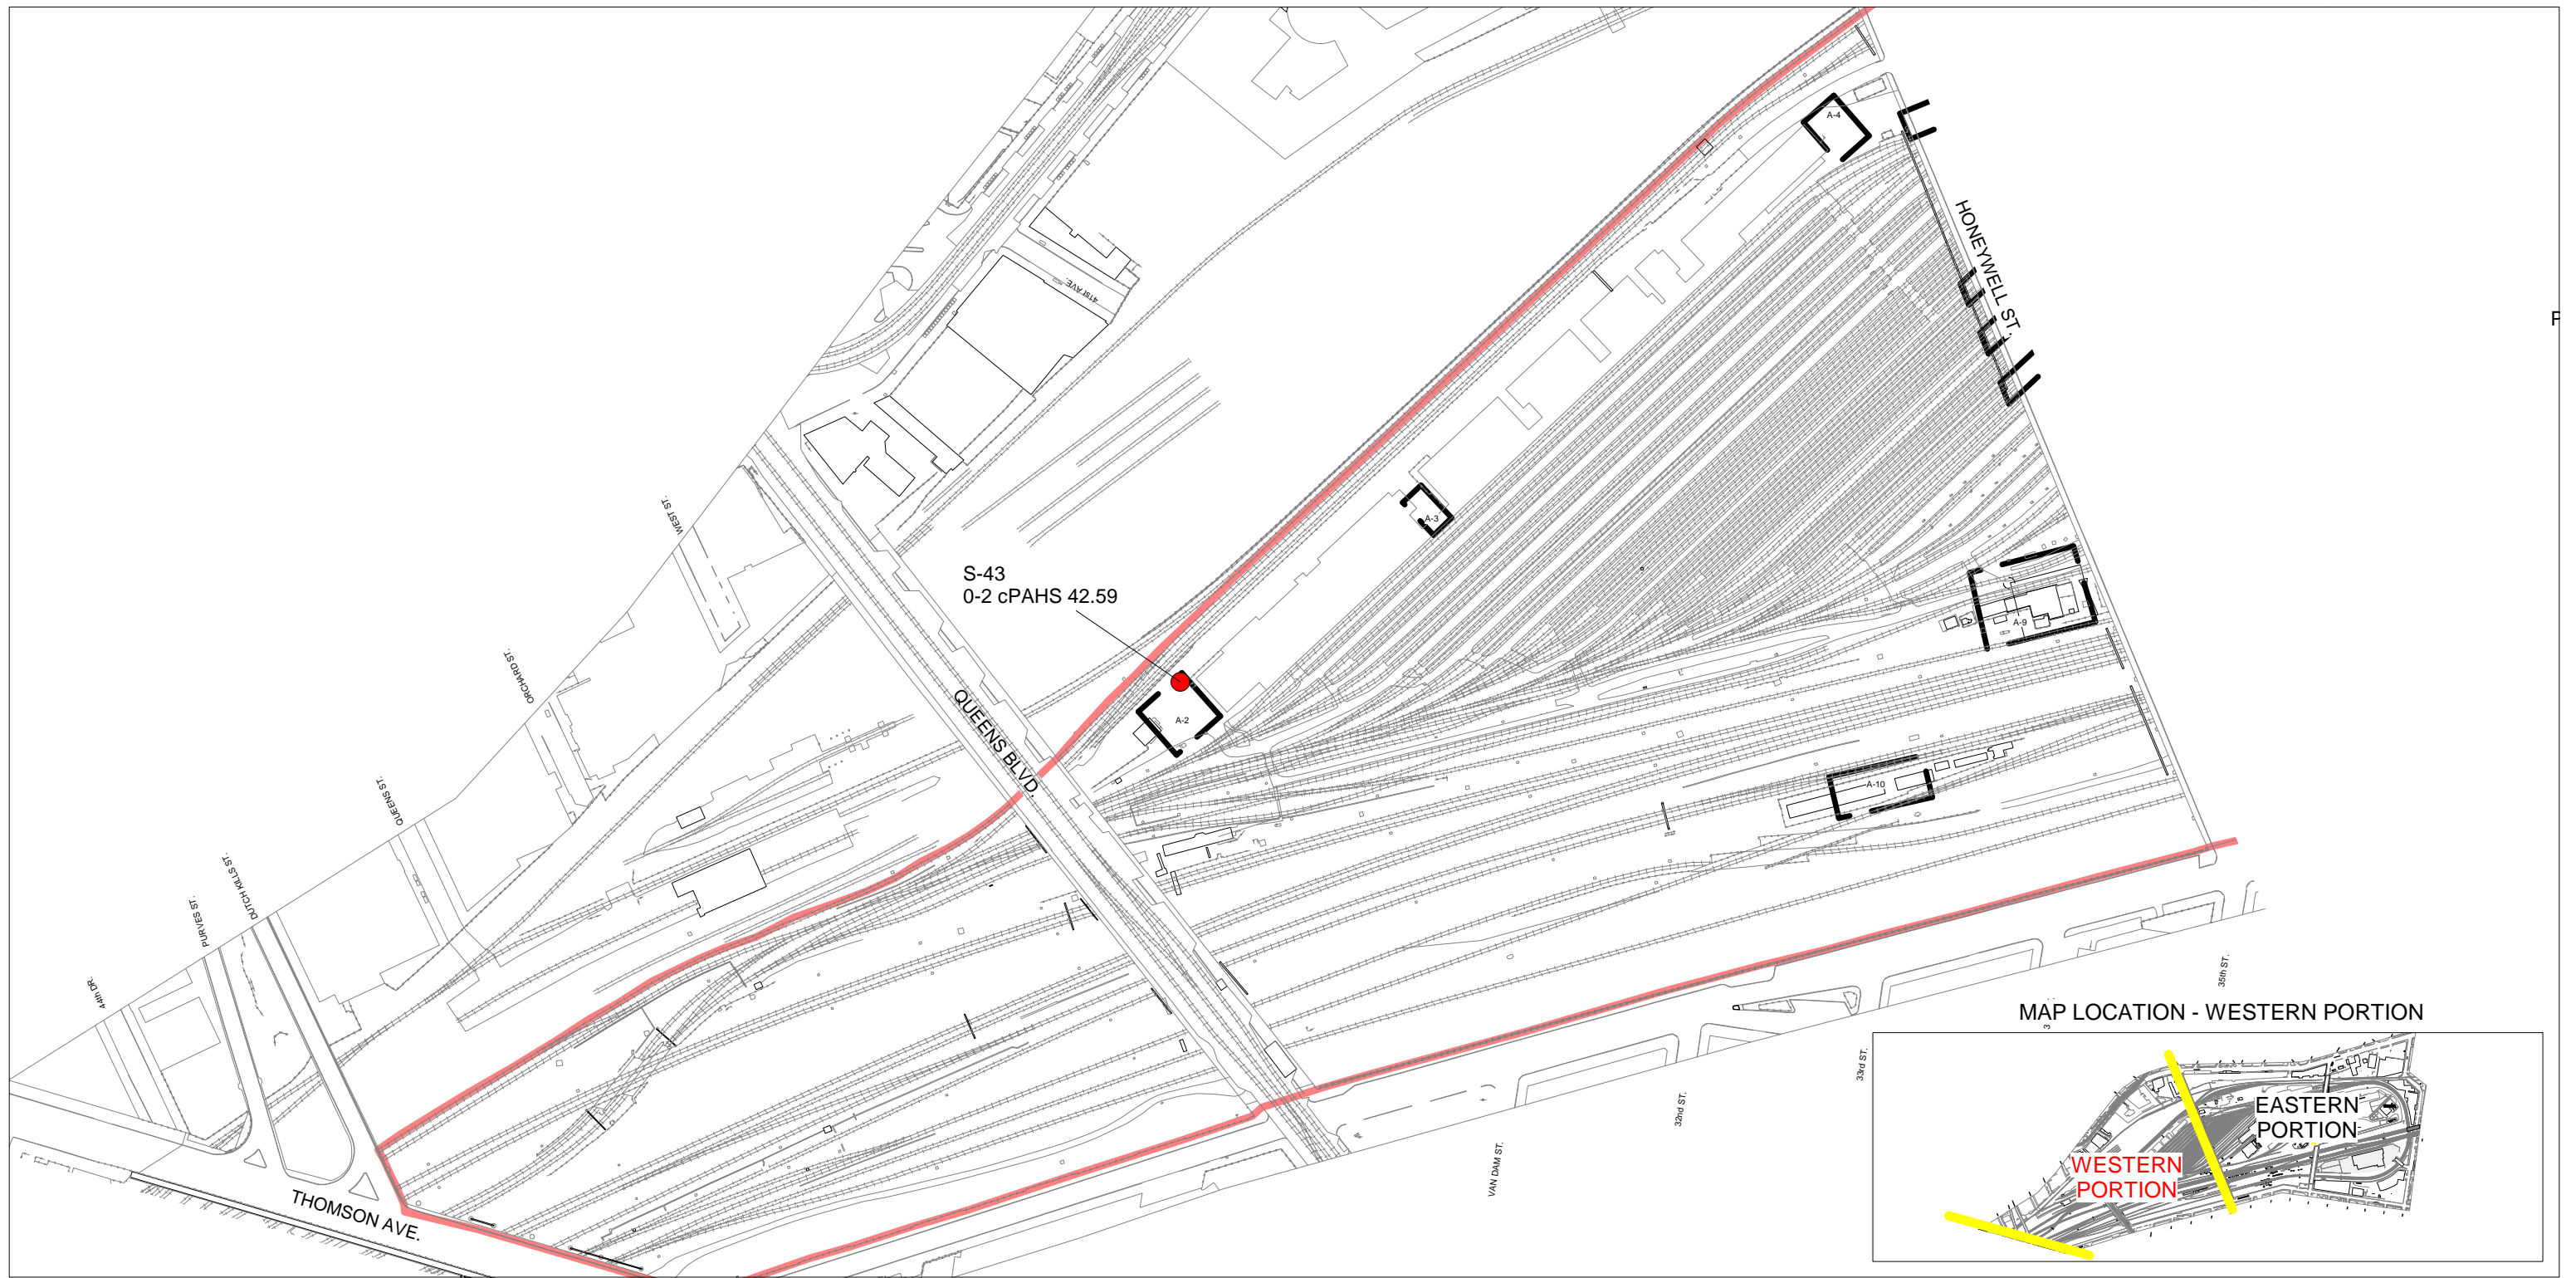 A-4
HONEYWELL ST.
41st AVE.
P
WEST ST.
A-3
S-43
0-2 cPAHS 42.59
A-9
ORCHARD ST.
QUEENS BLVD.
A-2
A-10
QUEENS ST.
DUTCH KILLS ST.
PURVES ST.
44th DR.
35th ST.
MAP LOCATION - WESTERN PORTION
3
33rd ST.
32nd ST.
VAN DAM ST.
THOMSON AVE.
EASTERN
PORTION
WESTERN
PORTION